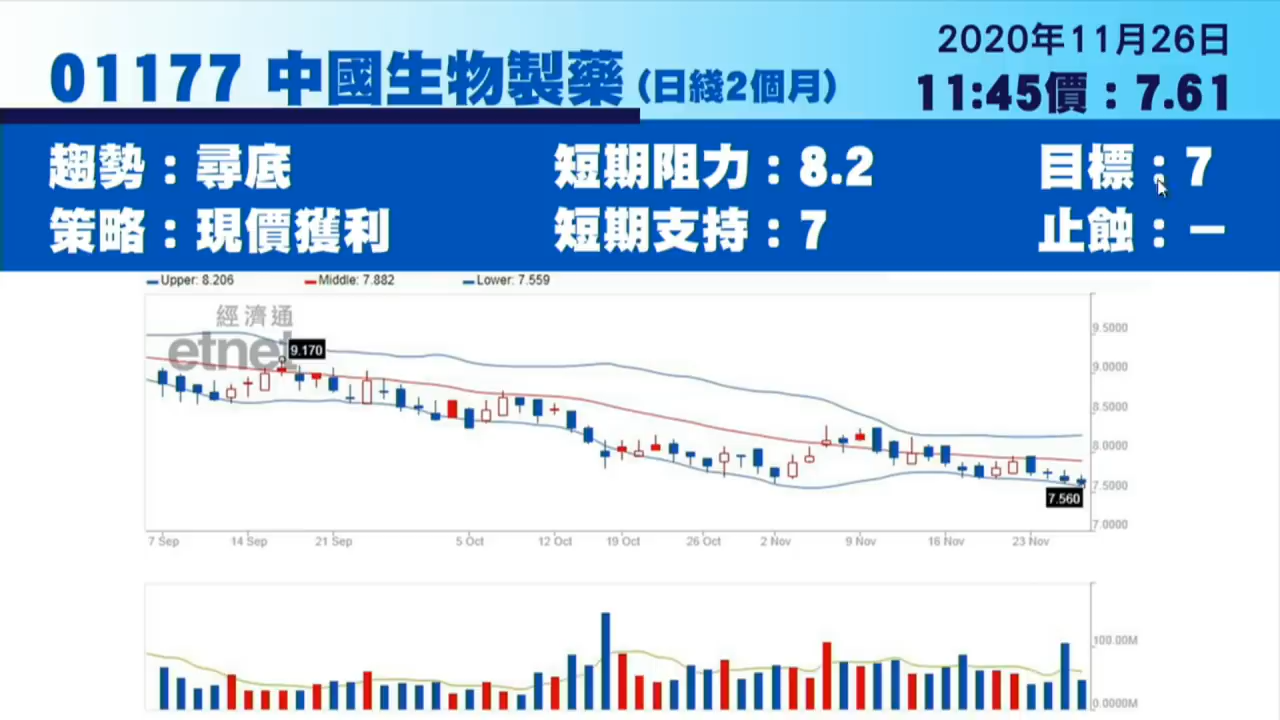 01177 中國生物製藥 (日綫2個月)
2020年11月26日
11:45價：7.61
趨勢：尋底
短期阻力：8.2
目標：7
策略：現價獲利
短期支持：7
止蝕：－
Upper: 8.206 Middle: 7.882 Lower: 7.559
經濟通
etnet
9.170
9.5000
9.0000
8.5000
8.0000
7.5000
7.560
7.0000
7 Sep 14 Sep 21 Sep 5 Oct 12 Oct 19 Oct 26 Oct 2 Nov 9 Nov 16 Nov 23 Nov
100.00M
0.0000M